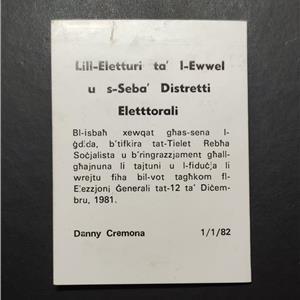 Lill-Eletturi ta' l-Ewwel
u s-Seba' Distretti
Eletttorali
Bl-isbaħ xewqat għas-sena l-
ġdida, b'tifkira tat-Tielet Rebħa
Soċjalista u b'ringrazzjament għall-
għajnuna li tajtuni u l-fiduċja li
wrejtu fiha bil-vot tagħkom fl-
Elezzjoni Ġenerali tat-12 ta' Diċem-
bru, 1981.
Danny Cremona 1/1/82